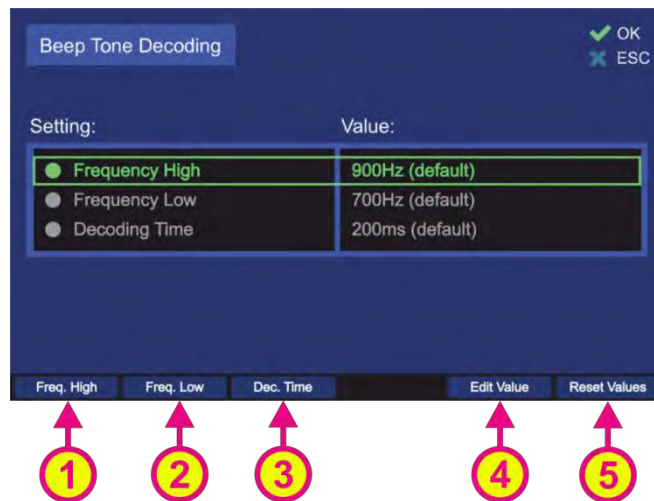 Beep Tone Decoding
OK
ESC
Setting: Value:
Frequency High 900Hz (default)
Frequency Low 700Hz (default)
Decoding Time 200ms (default)
Freq. High Freq. Low Dec. Time Edit Value Reset Values
1 2 3 4 5